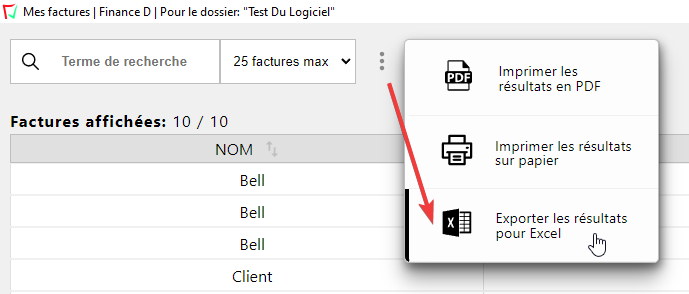 Mes factures | Finance D | Pour le dossier: "Test Du Logiciel"
Terme de recherche
25 factures max
PDF
Imprimer les
résultats en PDF
Factures affichées: 10 / 10
Imprimer les résultats
sur papier
NOM
Bell
Bell
Bell
X
Exporter les résultats
pour Excel
Client